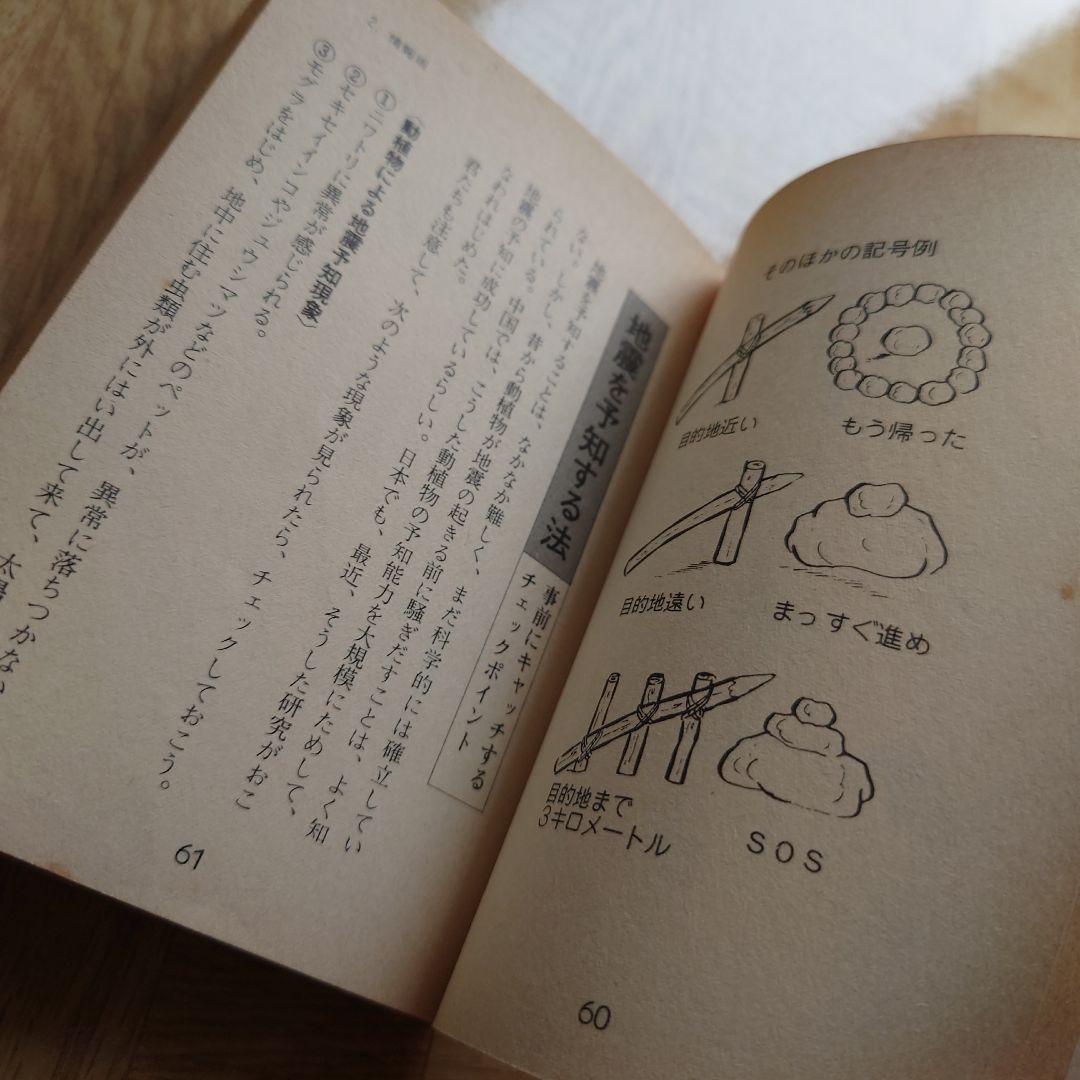 そのほかの記号例
目的地近い
もう帰った
目的地遠い
まっすぐ進め
目的地まで
3キロメートル
SOS
60
2 情報術
地震を予知する法
事前にキャッチする
チェックポイント
地震を予知することは、なかなか難しく、まだ科学的には確立してい
ない。しかし、昔から動植物が地震の起きる前に騒ぎだすことは、よく知
られている。中国では、こうした動植物の予知能力を大規模にためして、
地震の予知に成功しているらしい。日本でも、最近、そうした研究がおこ
なわれはじめた。
君たちも注意して、次のような現象が見られたら、チェックしておこう。
〈動植物による地震予知現象〉
①ニワトリに異常が感じられる。
②セキセイインコやジュウシマツなどのペットが、異常に落ちつかない
③モグラをはじめ、地中に住む虫類が外にはい出して来て、
61